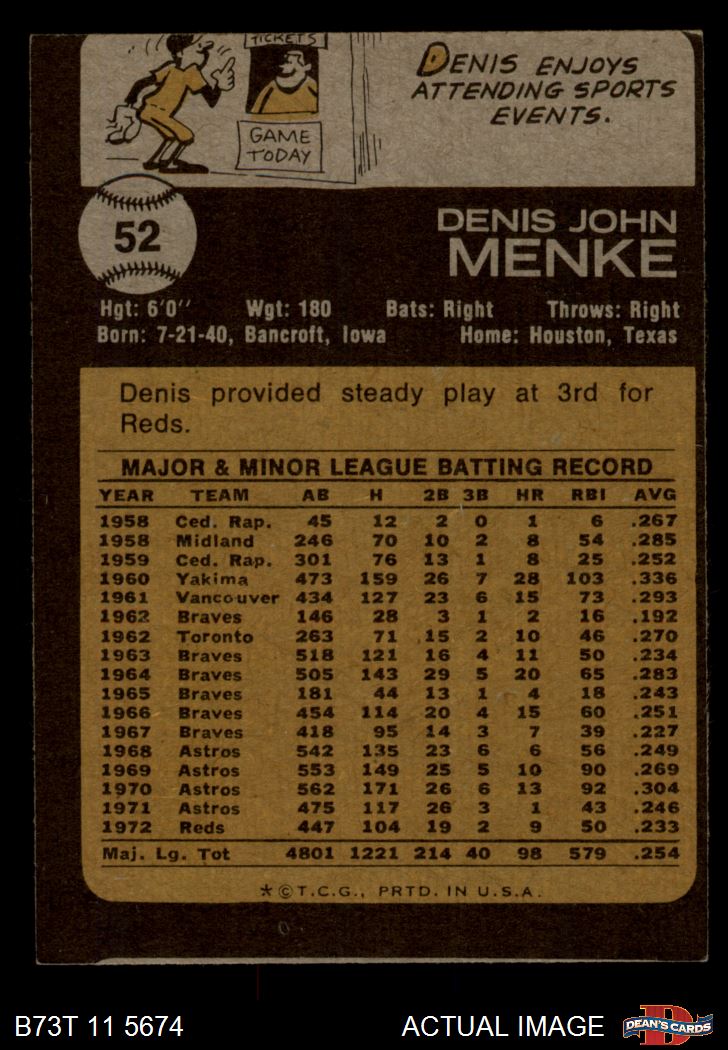 TICKETS
GAME
TODAY
DENIS ENJOYS
ATTENDING SPORTS
EVENTS.
52
DENIS JOHN
MENKE
Hgt: 6'0" Wgt: 180 Bats: Right Throws: Right
Born: 7-21-40, Bancroft, Iowa Home: Houston, Texas
Denis provided steady play at 3rd for
Reds.
MAJOR & MINOR LEAGUE BATTING RECORD
YEAR TEAM AB H 2B 3B HR RBI AVG
1958 Ced. Rap. 45 12 2 0 1 6 .267
1958 Midland 246 70 10 2 8 54 .285
1959 Ced. Rap. 301 76 13 1 8 25 .252
1960 Yakima 473 159 26 7 28 103 .336
1961 Vancouver 434 127 23 6 15 73 .293
1962 Braves 146 28 3 1 2 16 .192
1962 Toronto 263 71 15 2 10 46 .270
1963 Braves 518 121 16 4 11 50 .234
1964 Braves 505 143 29 5 20 65 .283
1965 Braves 181 44 13 1 4 18 .243
1966 Braves 454 114 20 4 15 60 .251
1967 Braves 418 95 14 3 7 39 .227
1968 Astros 542 135 23 6 6 56 .249
1969 Astros 553 149 25 5 10 90 .269
1970 Astros 562 171 26 6 13 92 .304
1971 Astros 475 117 26 3 1 43 .246
1972 Reds 447 104 19 2 9 50 .233
Maj. Lg. Tot 4801 1221 214 40 98 579 .254
*©T.C.G., PRTD. IN U.S.A.
B73T 11 5674 ACTUAL IMAGE DEAN'S CARDS